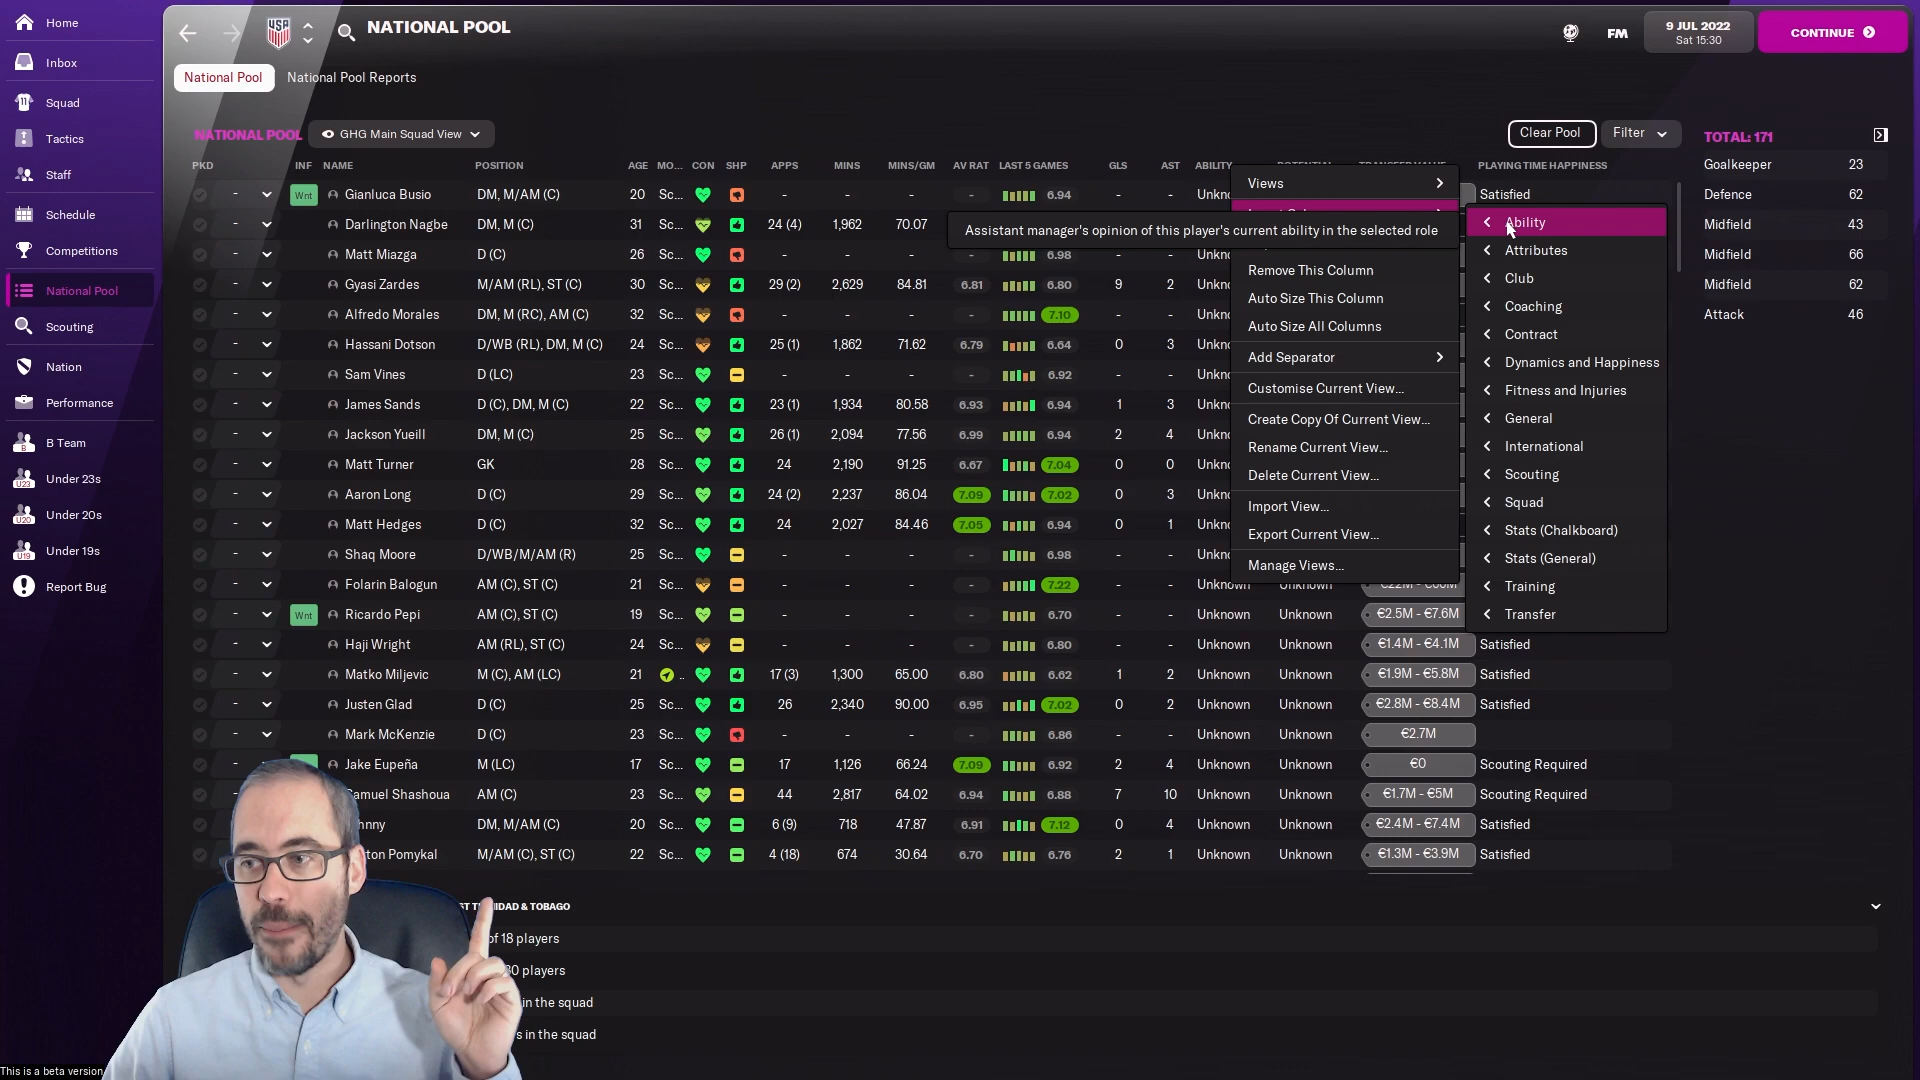 Home
Inbox
Squad
Tactics
Staff
Schedule
Competitions
National Pool
Scouting
Nation
Performance
B Team
Under 23s
Under 20s
Under 19s
Report Bug
This is a beta version
NATIONAL POOL
FM
9 JUL 2022
Sat 15:30
CONTINUE
National Pool
National Pool Reports
NATIONAL POOL
GHG Main Squad View
Clear Pool
Filter
PKD INF NAME POSITION AGE MO... CON SHP APPS MINS MINS/GM AV RAT LAST 5 GAMES GLS AST ABILITY PLAYING TIME HAPPINESS
- Wnt Gianluca Busio DM, M/AM (C) 20 Sc... - - - - 6.94 - - Satisfied
- Darlington Nagbe DM, M (C) 31 Sc... 24 (4) 1,962 70.07
- Matt Miazga D (C) 26 Sc... - - - - 6.98 - -
- Gyasi Zardes M/AM (RL), ST (C) 30 Sc... 29 (2) 2,629 84.81 6.81 6.80 9 2
- Alfredo Morales DM, M (RC), AM (C) 32 Sc... - - - - 7.10 - -
- Hassani Dotson D/WB (RL), DM, M (C) 24 Sc... 25 (1) 1,862 71.62 6.79 6.64 0 3
- Sam Vines D (LC) 23 Sc... - - - - 6.92 - -
- James Sands D (C), DM, M (C) 22 Sc... 23 (1) 1,934 80.58 6.93 6.94 1 3
- Jackson Yueill DM, M (C) 25 Sc... 26 (1) 2,094 77.56 6.99 6.94 2 4
- Matt Turner GK 28 Sc... 24 2,190 91.25 6.67 7.04 0 0
- Aaron Long D (C) 29 Sc... 24 (2) 2,237 86.04 7.09 7.02 0 3
- Matt Hedges D (C) 32 Sc... 24 2,027 84.46 7.05 6.94 0 1
- Shaq Moore D/WB/M/AM (R) 25 Sc... - - - - 6.98 - -
- Folarin Balogun AM (C), ST (C) 21 Sc... - - - - 7.22 - -
- Wnt Ricardo Pepi AM (C), ST (C) 19 Sc... - - - - 6.70 - - Unknown Unknown €2.5M - €7.6M
- Haji Wright AM (RL), ST (C) 24 Sc... - - - - 6.80 - - Unknown Unknown €1.4M - €4.1M Satisfied
- Matko Miljevic M (C), AM (LC) 21 .. 17 (3) 1,300 65.00 6.80 6.62 1 2 Unknown Unknown €1.9M - €5.8M Satisfied
- Justen Glad D (C) 25 Sc... 26 2,340 90.00 6.95 7.02 0 2 Unknown Unknown €2.8M - €8.4M Satisfied
- Mark McKenzie D (C) 23 Sc... - - - - 6.86 - - Unknown Unknown €2.7M
- Jake Eupeña M (LC) 17 Sc... 17 1,126 66.24 7.09 6.92 2 4 Unknown Unknown €0 Scouting Required
- Samuel Shashoua AM (C) 23 Sc... 44 2,817 64.02 6.94 6.88 7 10 Unknown Unknown €1.7M - €5M Scouting Required
- DM, M/AM (C) 20 Sc... 6 (9) 718 47.87 6.91 7.12 0 4 Unknown Unknown €2.4M - €7.4M Satisfied
Pomykal M/AM (C), ST (C) 22 Sc... 4 (18) 674 30.64 6.70 6.76 2 1 Unknown Unknown €1.3M - €3.9M Satisfied
Views
Assistant manager's opinion of this player's current ability in the selected role
Remove This Column
Auto Size This Column
Auto Size All Columns
Add Separator
Customise Current View...
Create Copy Of Current View...
Rename Current View...
Delete Current View...
Import View...
Export Current View...
Manage Views...
Ability
Attributes
Club
Coaching
Contract
Dynamics and Happiness
Fitness and Injuries
General
International
Scouting
Squad
Stats (Chalkboard)
Stats (General)
Training
Transfer
TOTAL: 171
Goalkeeper 23
Defence 62
Midfield 43
Midfield 66
Midfield 62
Attack 46
& TOBAGO
of 18 players
players
in the squad
in the squad